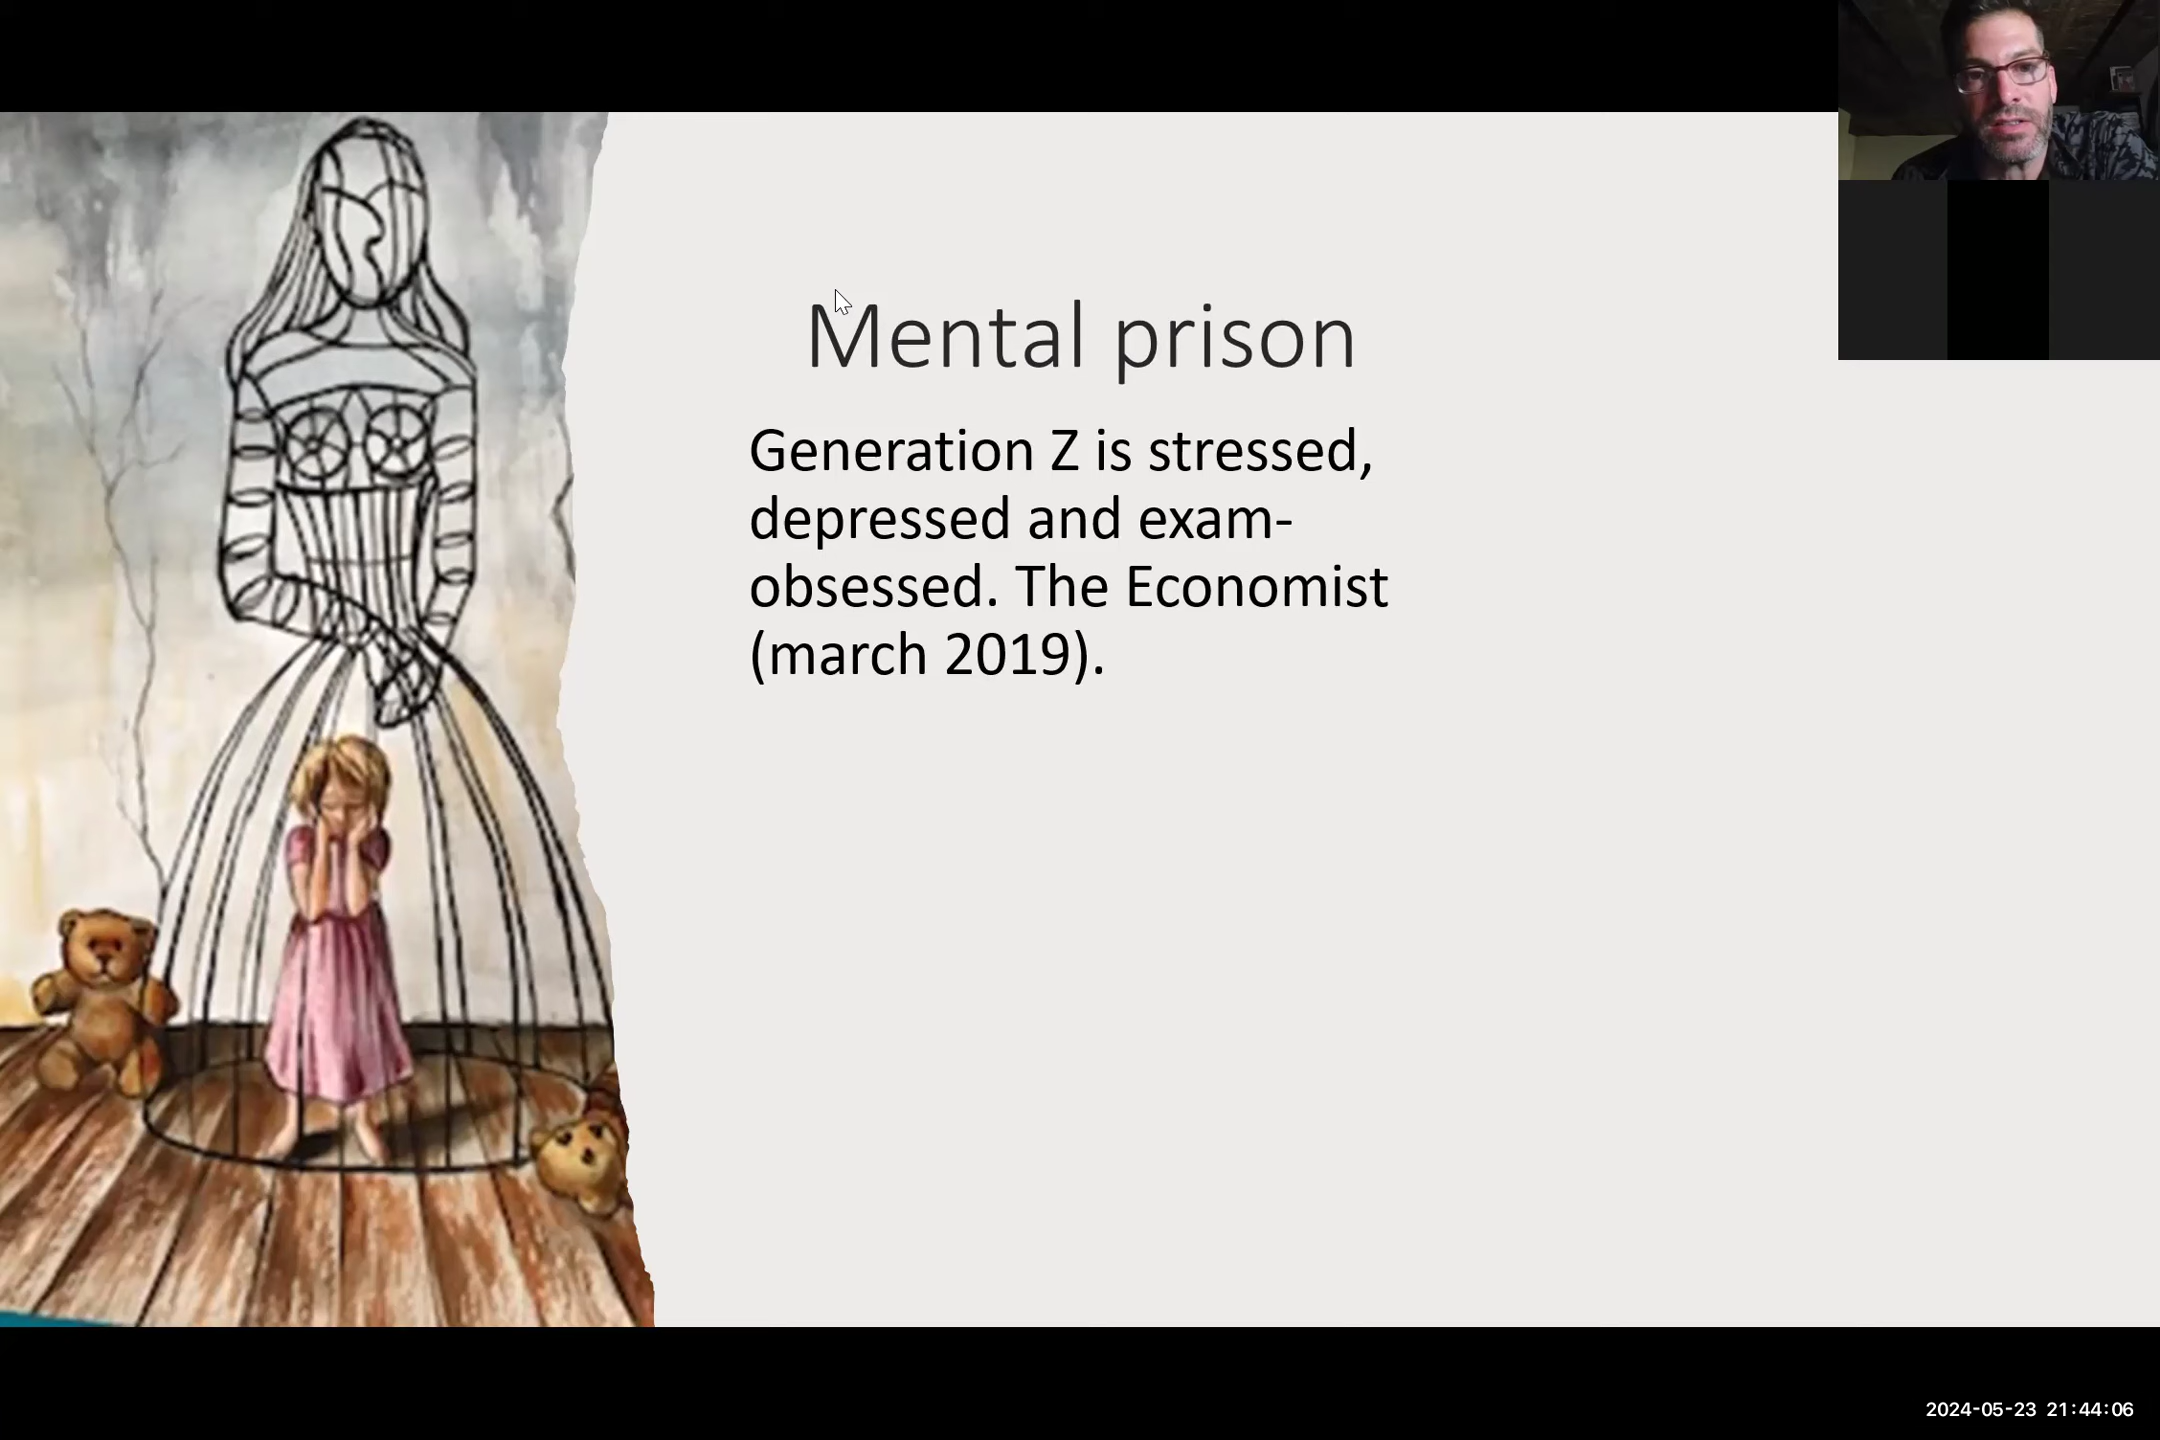 Mental prison
Generation Z is stressed,
depressed and exam-
obsessed. The Economist
(march 2019).
2024-05-23 21:44:06